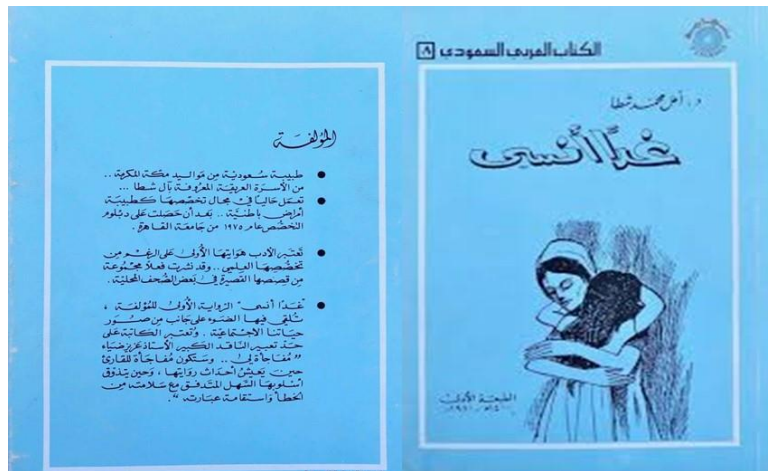 الكتاب العربي السعودي ٨
د. أمل محمد شطا
غدًا أنسى
الطبعة الأولى
المؤلفة
● طبيبة سعودية من مواليد مكة المكرمة ..
من الأسرة العريقة المعروفة بآل شطا ...
● تعمل حاليا في مجال تخصصها كطبيبة
أمراض باطنية .. بعد أن حصلت على دبلوم
التخصص عام ١٩٧٥ من جامعة القاهرة .
● تعتبر الأدب هوايتها الأولى على الرغم من
تخصصها العلمي .. وقد نشرت فعلاً مجموعة
من قصصها القصيرة في بعض الصحف المحلية .
● "غدًا أنسى" الرواية الأولى للمؤلفة ،
تلقي فيها الضوء على جانب من صور
حياتنا الاجتماعية . وتعتبر الكاتبة على
حد تعبير الناقد الكبير الأستاذ عزيز ضياء
"مفاجأة لي .. وستكون مفاجأة للقارئ
حين يعيش أحداث روايتها ، وحين يتذوق
أسلوبها السهل المتدفق مع سلامته من
الخطأ واستقامة عبارته" .